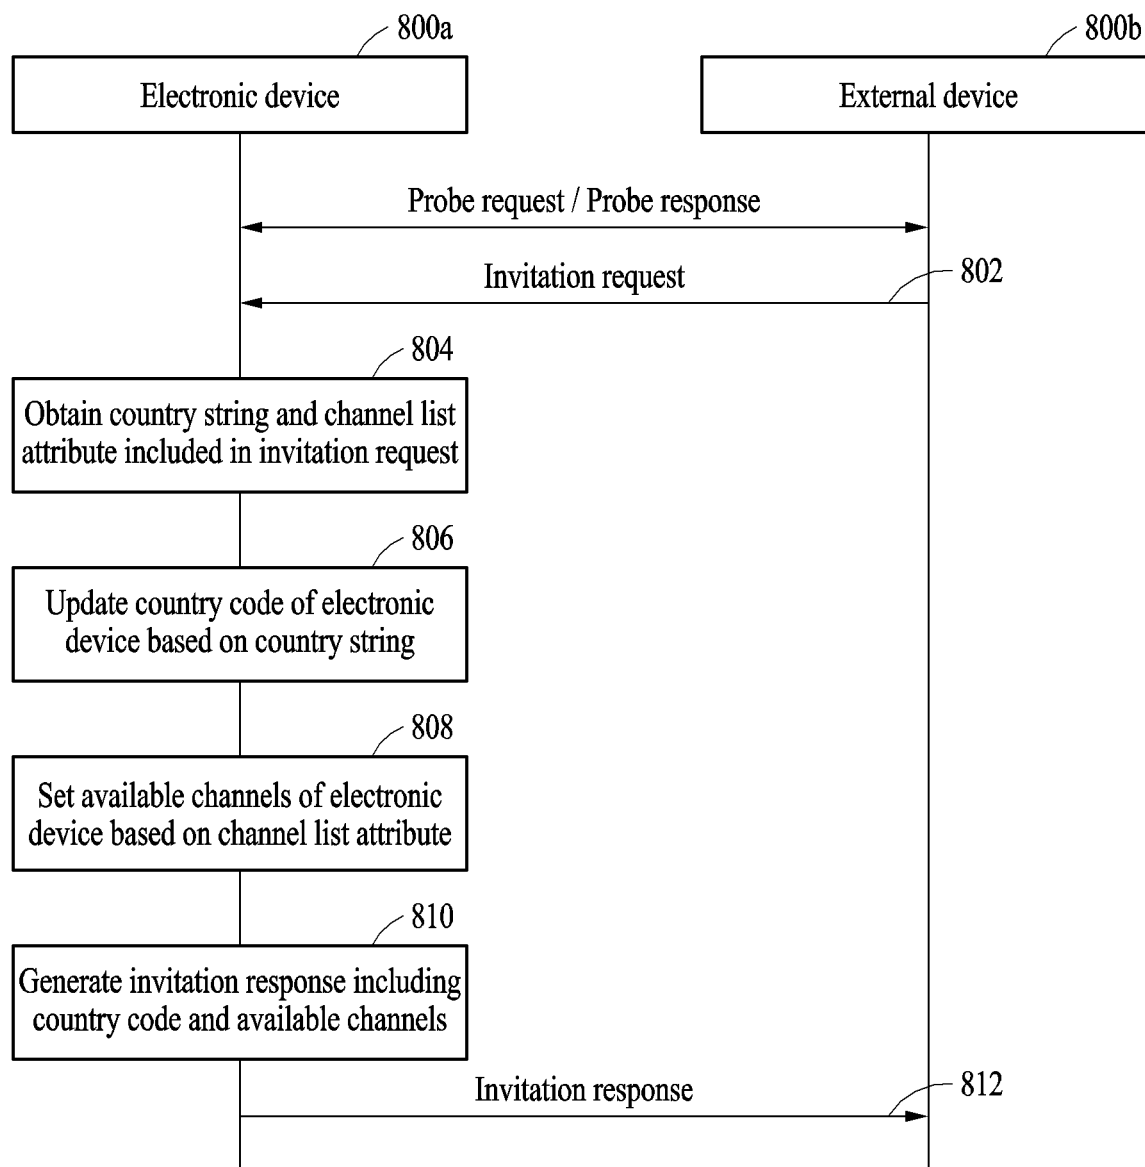 800a
800b
Electronic device
External device
Probe request / Probe response
Invitation request
802
804
Obtain country string and channel list
attribute included in invitation request
806
Update country code of electronic
device based on country string
808
Set available channels of electronic
device based on channel list attribute
810
Generate invitation response including
country code and available channels
Invitation response
812